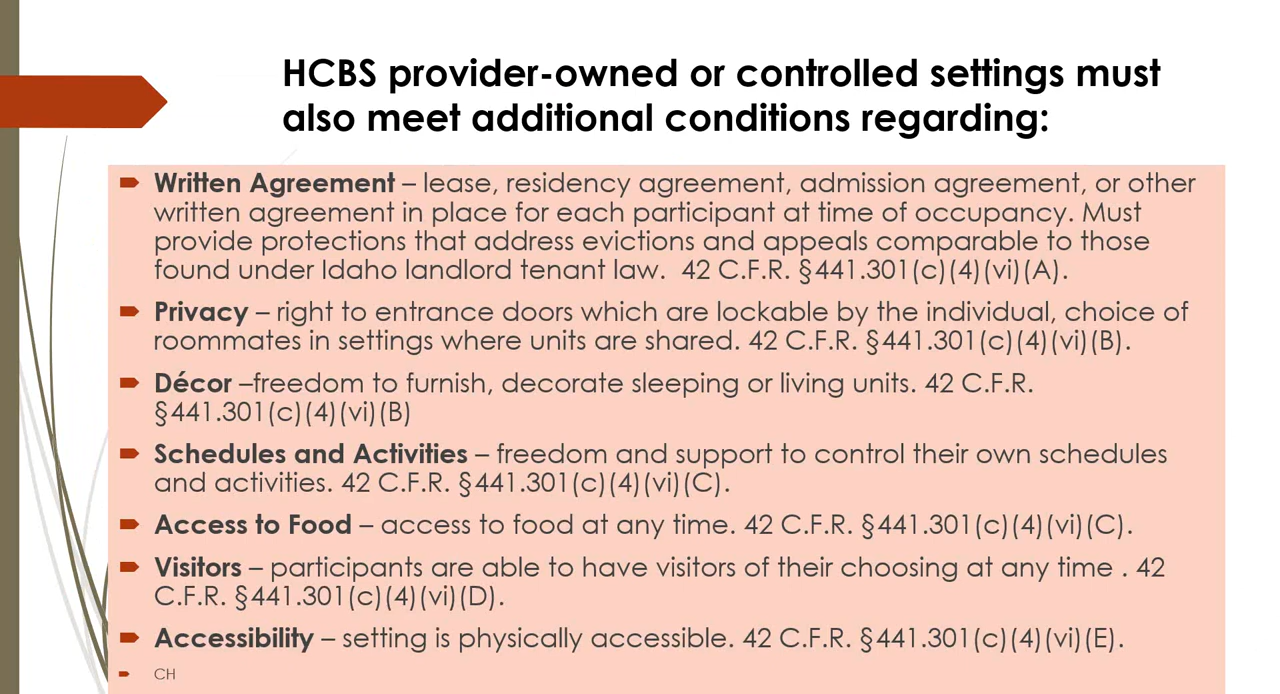 HCBS provider-owned or controlled settings must
also meet additional conditions regarding:
Written Agreement – lease, residency agreement, admission agreement, or other
written agreement in place for each participant at time of occupancy. Must
provide protections that address evictions and appeals comparable to those
found under Idaho landlord tenant law.  42 C.F.R. §441.301(c)(4)(vi)(A).
Privacy – right to entrance doors which are lockable by the individual, choice of
roommates in settings where units are shared. 42 C.F.R. §441.301(c)(4)(vi)(B).
Décor –freedom to furnish, decorate sleeping or living units. 42 C.F.R.
§441.301(c)(4)(vi)(B)
Schedules and Activities – freedom and support to control their own schedules
and activities. 42 C.F.R. §441.301(c)(4)(vi)(C).
Access to Food – access to food at any time. 42 C.F.R. §441.301(c)(4)(vi)(C).
Visitors – participants are able to have visitors of their choosing at any time . 42
C.F.R. §441.301(c)(4)(vi)(D).
Accessibility – setting is physically accessible. 42 C.F.R. §441.301(c)(4)(vi)(E).
CH